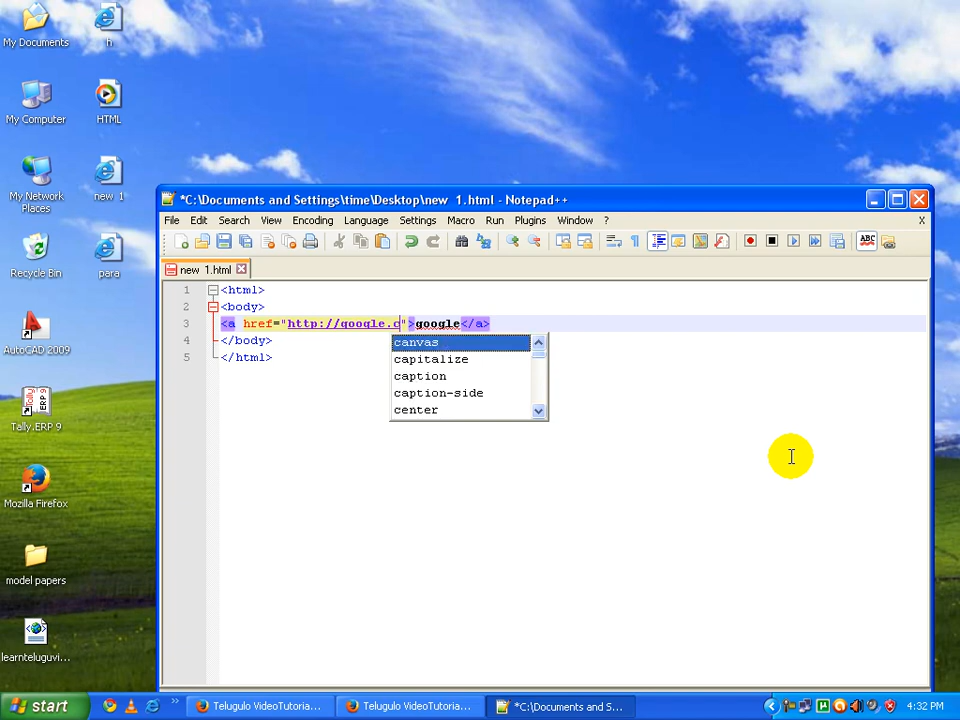 My Documents
h
My Computer
HTML
My Network
Places
new 1
Recycle Bin
para
AutoCAD 2009
Tally.ERP 9
Mozilla Firefox
model papers
learnteluguvi...
*C:\Documents and Settings\time\Desktop\new 1.html - Notepad++
File Edit Search View Encoding Language Settings Macro Run Plugins Window ? X
ABC
new 1.html
1 <html>
2 <body>
3 <a href="http://google.c">google</a>
4 </body>
5 </html>
canvas
capitalize
caption
caption-side
center
start
Telugulo VideoTutoria...
Telugulo VideoTutoria...
*C:\Documents and S...
4:32 PM